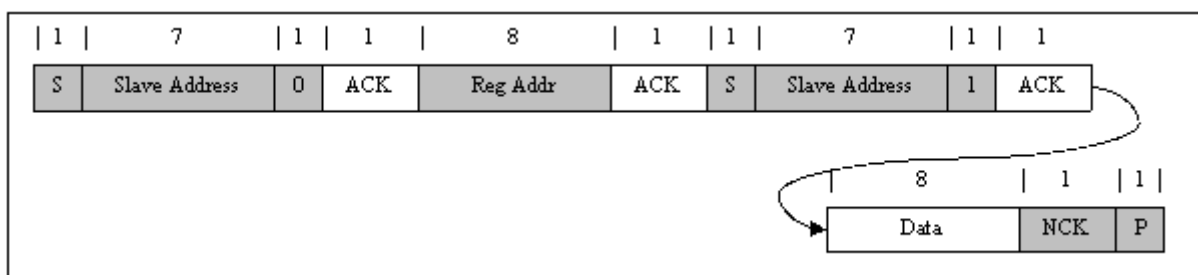 | 1 | 7 | 1 | 1 | 8 | 1 | 1 | 7 | 1 | 1
S Slave Address 0 ACK Reg Addr ACK S Slave Address 1 ACK
| 8 | 1 | 1 |
Data NCK P